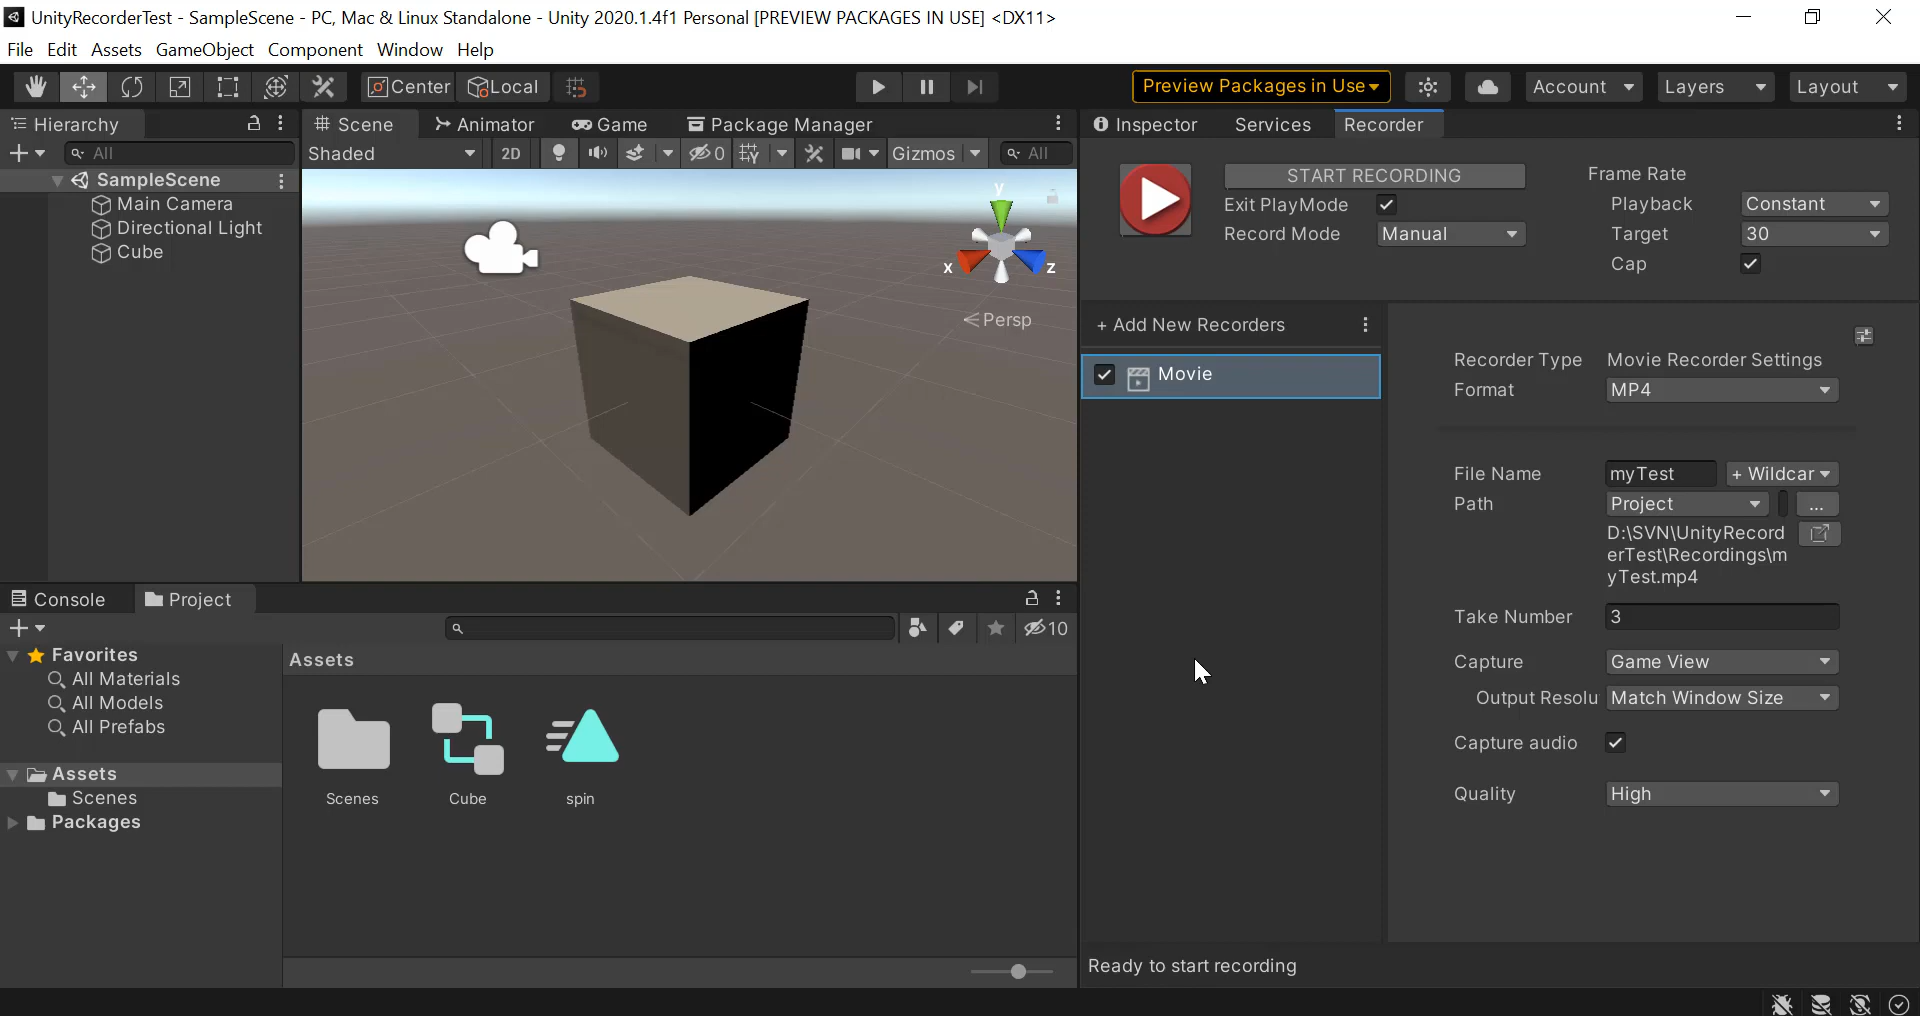 UnityRecorderTest - SampleScene - PC, Mac & Linux Standalone - Unity 2020.1.4f1 Personal [PREVIEW PACKAGES IN USE] <DX11>
File Edit Assets GameObject Component Window Help
Center Local Preview Packages in Use Account Layers Layout
Hierarchy
All
SampleScene
Main Camera
Directional Light
Cube
Scene Animator Game Package Manager
Shaded 2D 0 Gizmos All
y
x z
Persp
Console Project
10
Favorites
All Materials
All Models
All Prefabs
Assets
Scenes
Packages
Assets
Scenes Cube spin
Inspector Services Recorder
START RECORDING
Exit PlayMode
Record Mode Manual
Frame Rate
Playback Constant
Target 30
Cap
+ Add New Recorders
Movie
Recorder Type Movie Recorder Settings
Format MP4
File Name myTest + Wildcar
Path Project ...
D:\SVN\UnityRecord
erTest\Recordings\m
yTest.mp4
Take Number 3
Capture Game View
Output Resolu Match Window Size
Capture audio
Quality High
Ready to start recording